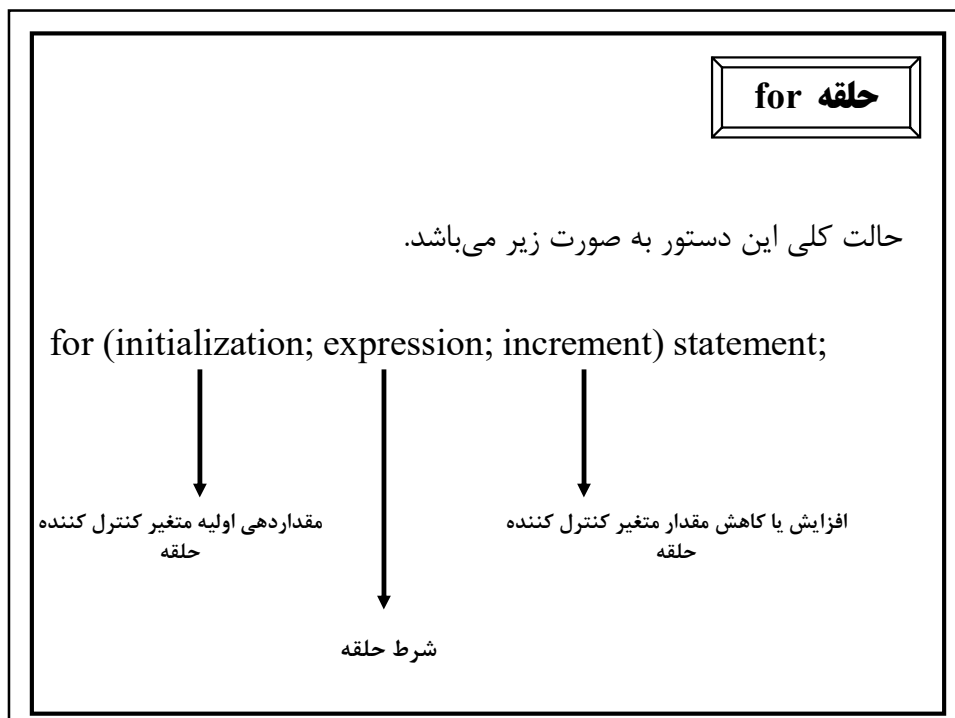 حلقه for
حالت کلی این دستور به صورت زیر می‌باشد.
for (initialization; expression; increment) statement;
مقداردهی اولیه متغیر کنترل کننده
حلقه
افزایش یا کاهش مقدار متغیر کنترل کننده
حلقه
شرط حلقه